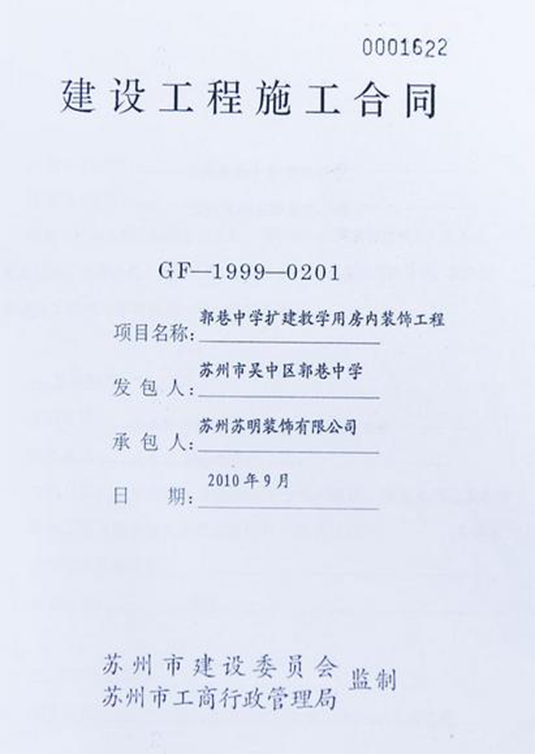 0001622
建设工程施工合同
GF—1999—0201
项目名称:郭巷中学扩建教学用房内装饰工程
发包人:苏州市吴中区郭巷中学
承包人:苏州苏明装饰有限公司
日期:2010年9月
苏州市建设委员会
苏州市工商行政管理局 监制